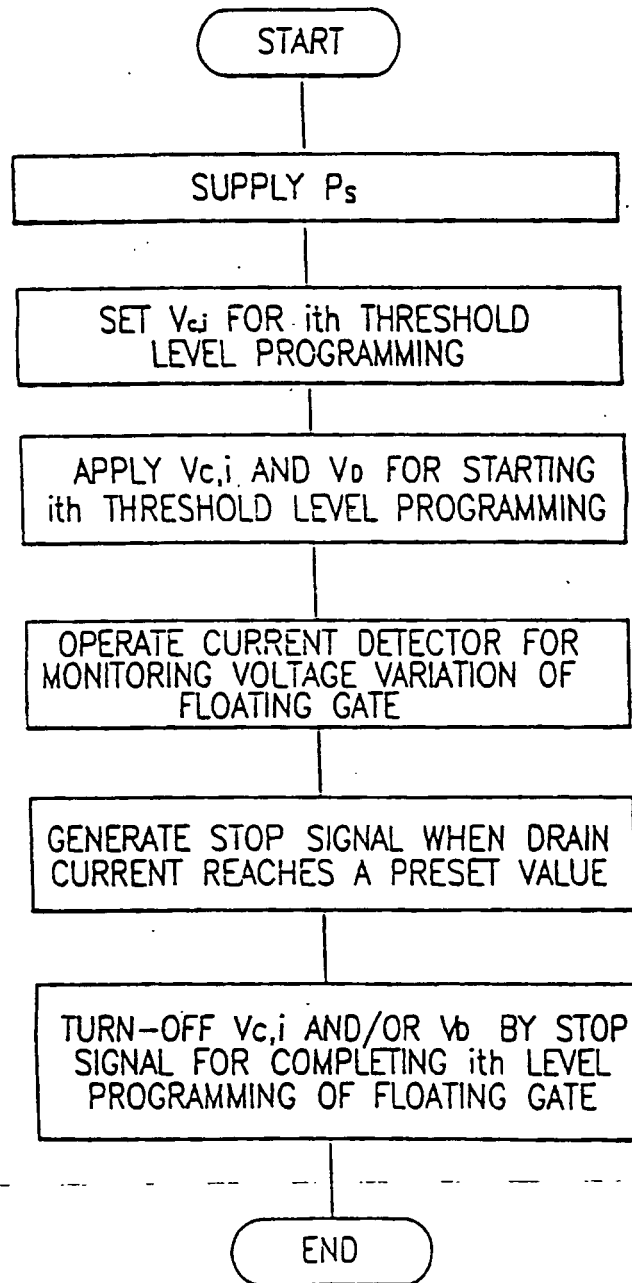 START
SUPPLY Ps
SET Vc,i FOR ith THRESHOLD
LEVEL PROGRAMMING
APPLY Vc,i AND VD FOR STARTING
ith THRESHOLD LEVEL PROGRAMMING
OPERATE CURRENT DETECTOR FOR
MONITORING VOLTAGE VARIATION OF
FLOATING GATE
GENERATE STOP SIGNAL WHEN DRAIN
CURRENT REACHES A PRESET VALUE
TURN-OFF Vc,i AND/OR VD BY STOP
SIGNAL FOR COMPLETING ith LEVEL
PROGRAMMING OF FLOATING GATE
END